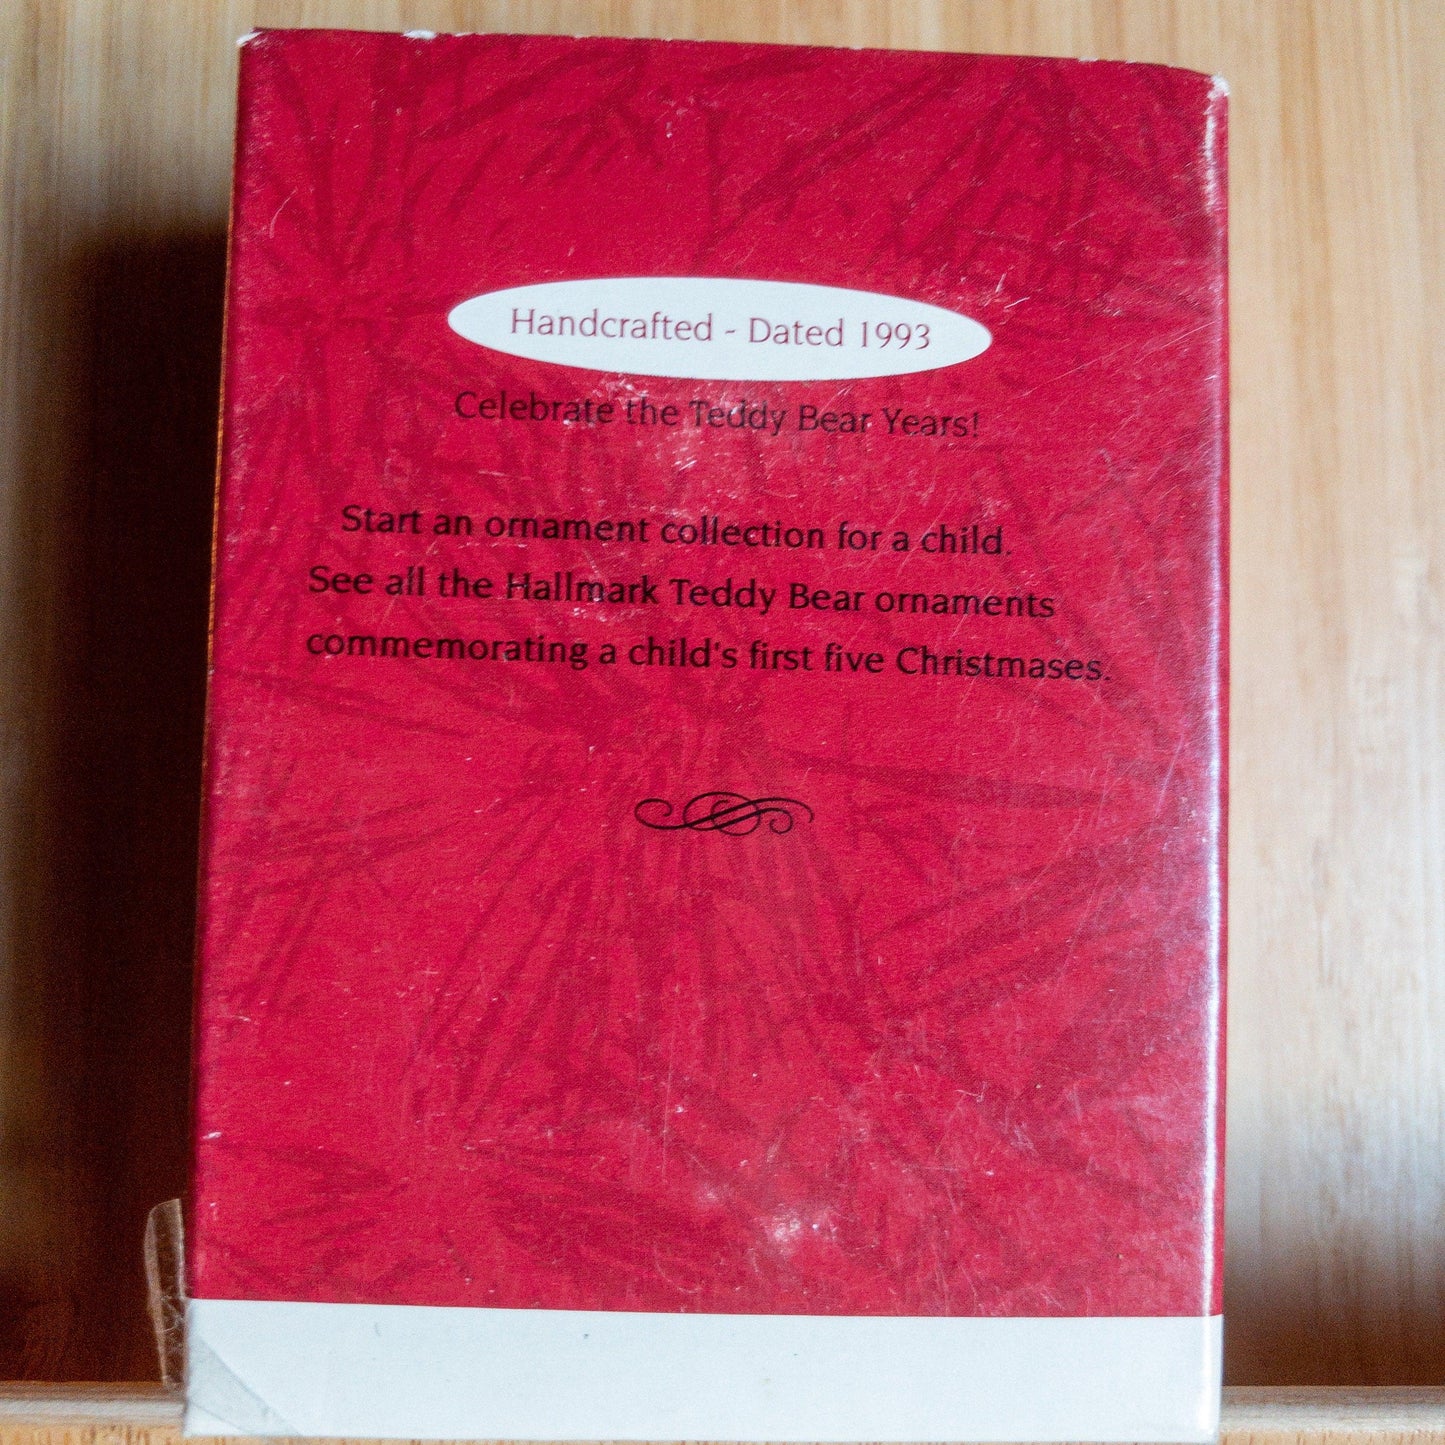 Handcrafted - Dated 1993
Celebrate the Teddy Bear Years!
Start an ornament collection for a child.
See all the Hallmark Teddy Bear ornaments
commemorating a child's first five Christmases.